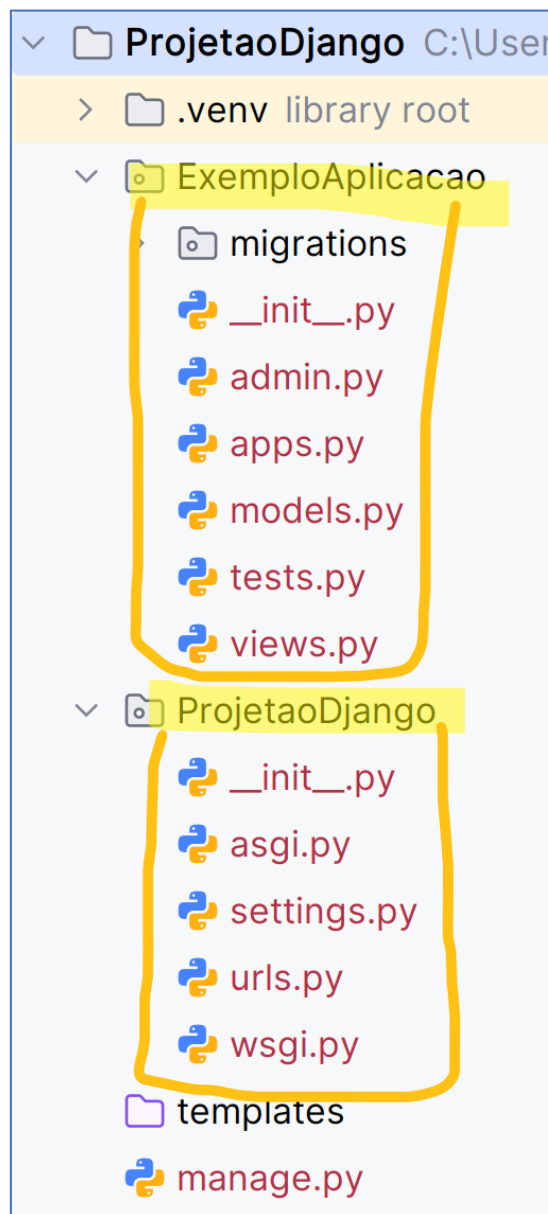 ProjetaoDjango C:\User
.venv library root
ExemploAplicacao
migrations
__init__.py
admin.py
apps.py
models.py
tests.py
views.py
ProjetaoDjango
__init__.py
asgi.py
settings.py
urls.py
wsgi.py
templates
manage.py